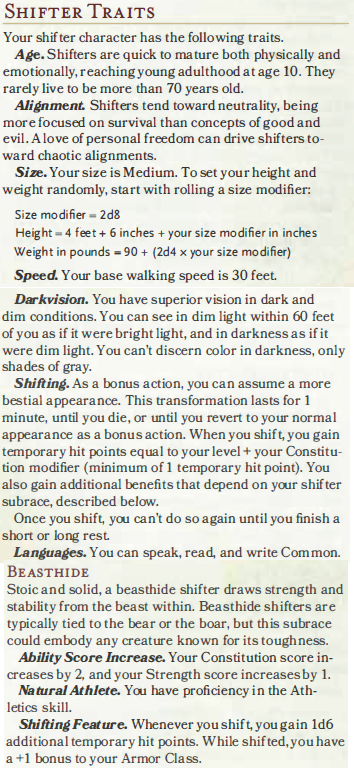 SHIFTER TRAITS
Your shifter character has the following traits.
Age. Shifters are quick to mature both physically and
emotionally, reaching young adulthood at age 10. They
rarely live to be more than 70 years old.
Alignment. Shifters tend toward neutrality, being
more focused on survival than concepts of good and
evil. A love of personal freedom can drive shifters to-
ward chaotic alignments.
Size. Your size is Medium. To set your height and
weight randomly, start with rolling a size modifier:
Size modifier = 2d8
Height = 4 feet + 6 inches + your size modifier in inches
Weight in pounds = 90 + (2d4 x your size modifier)
Speed. Your base walking speed is 30 feet.
Darkvision. You have superior vision in dark and
dim conditions. You can see in dim light within 60 feet
of you as if it were bright light, and in darkness as if it
were dim light. You can't discern color in darkness, only
shades of gray.
Shifting. As a bonus action, you can assume a more
bestial appearance. This transformation lasts for 1
minute, until you die, or until you revert to your normal
appearance as a bonus action. When you shift, you gain
temporary hit points equal to your level + your Constitu-
tion modifier (minimum of 1 temporary hit point). You
also gain additional benefits that depend on your shifter
subrace, described below.
Once you shift, you can't do so again until you finish a
short or long rest.
Languages. You can speak, read, and write Common.
BEASTHIDE
Stoic and solid, a beasthide shifter draws strength and
stability from the beast within. Beasthide shifters are
typically tied to the bear or the boar, but this subrace
could embody any creature known for its toughness.
Ability Score Increase. Your Constitution score in-
creases by 2, and your Strength score increases by 1.
Natural Athlete. You have proficiency in the Ath-
letics skill.
Shifting Feature. Whenever you shift, you gain 1d6
additional temporary hit points. While shifted, you have
a +1 bonus to your Armor Class.